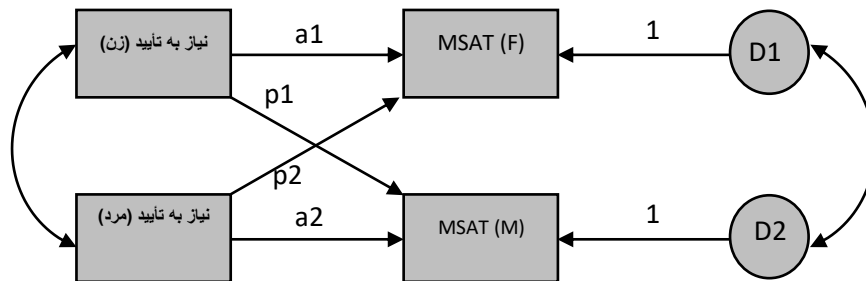 نیاز به تأیید (زن)
a1
MSAT (F)
1
D1
p1
p2
نیاز به تأیید (مرد)
a2
MSAT (M)
1
D2